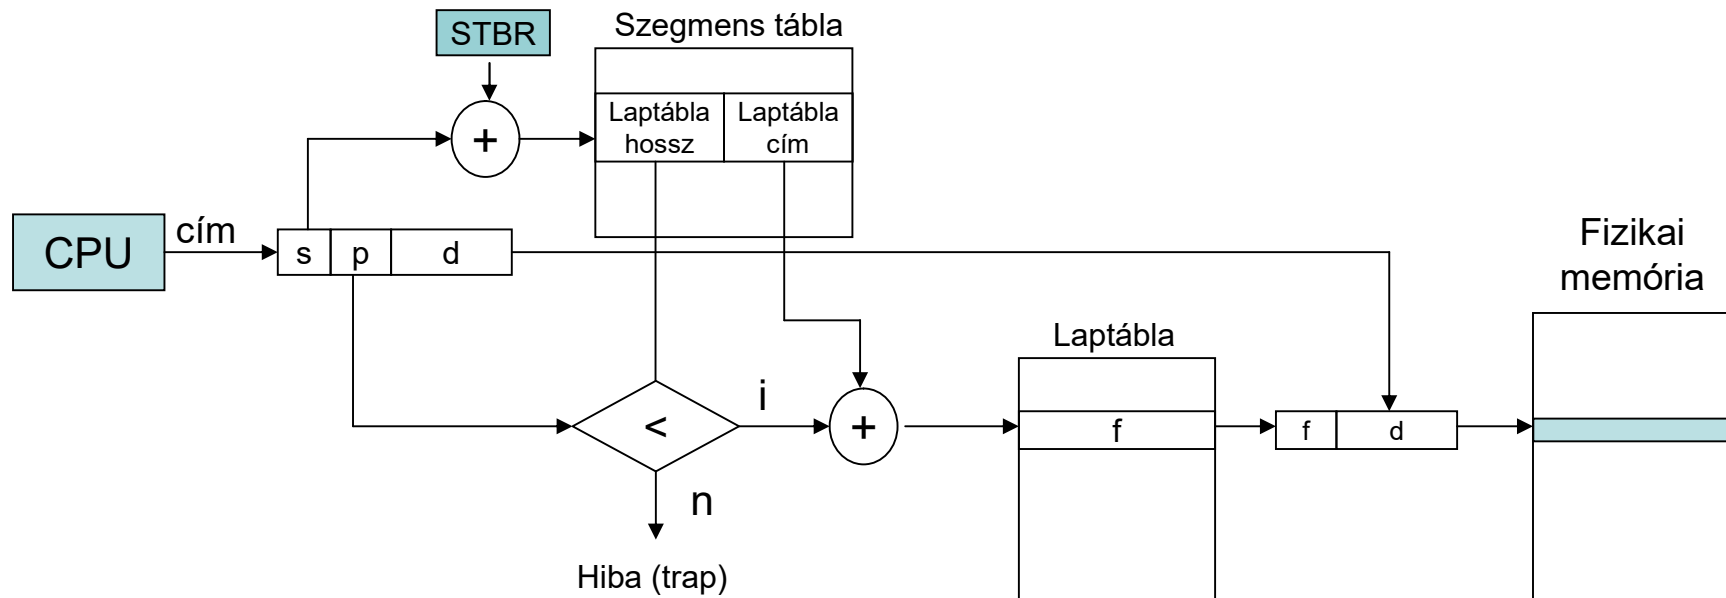 STBR
Szegmens tábla
+
Laptábla
hossz
Laptábla
cím
CPU
cím
s
p
d
Fizikai
memória
Laptábla
<
i
+
f
f
d
n
Hiba (trap)